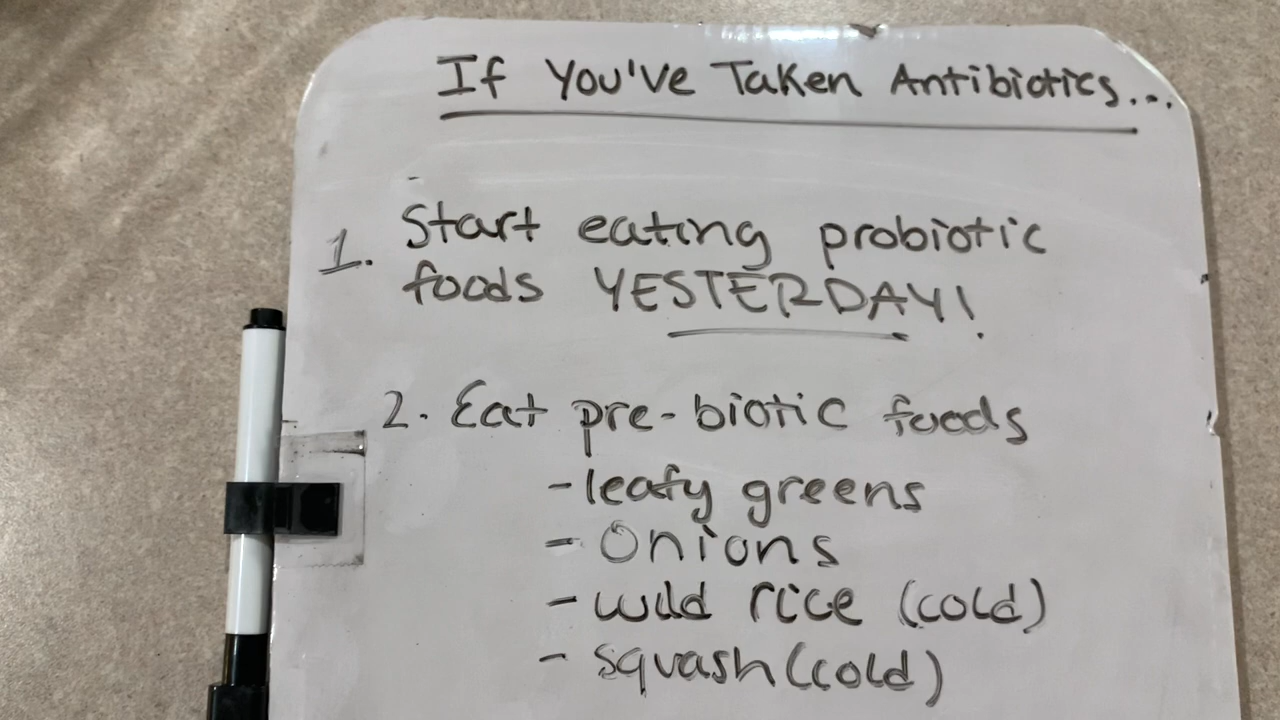 If You've Taken Antibiotics...
1. Start eating probiotic
foods YESTERDAY!
2. Eat pre-biotic foods
- leafy greens
- Onions
- wild rice (cold)
- squash (cold)